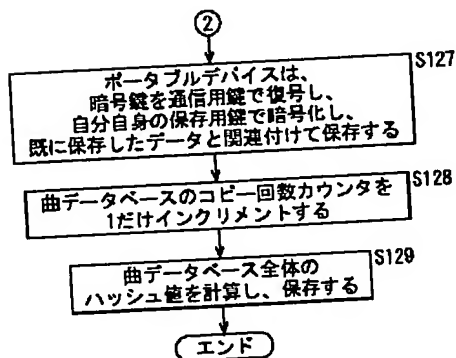 2
ポータブルデバイスは、
暗号鍵を通信用鍵で復号し、
自分自身の保存用鍵で暗号化し、
既に保存したデータと関連付けて保存する
S127
曲データベースのコピー回数カウンタを
1だけインクリメントする
S128
曲データベース全体の
ハッシュ値を計算し、保存する
S129
エンド